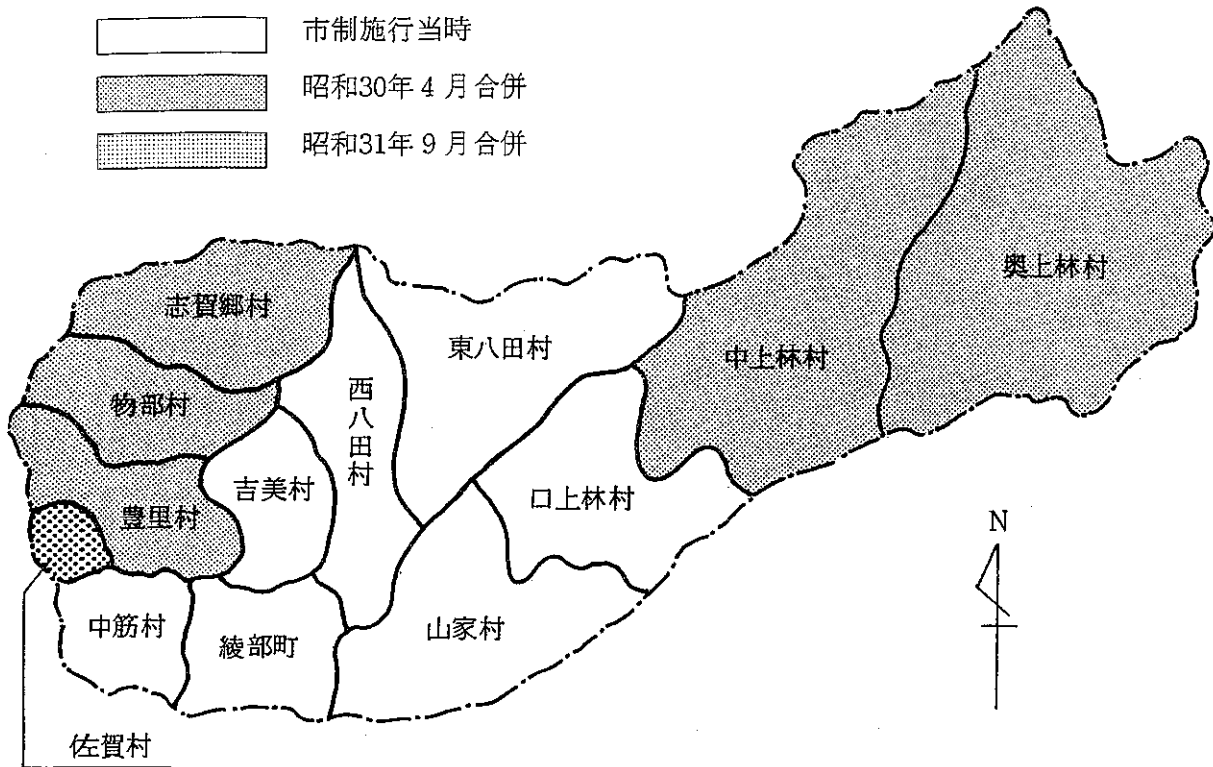 市制施行当時
昭和30年4月合併
昭和31年9月合併
奥上林村
志賀郷村
東八田村
中上林村
物部村
西八田村
吉美村
口上林村
豊里村
N
中筋村
綾部町
山家村
佐賀村